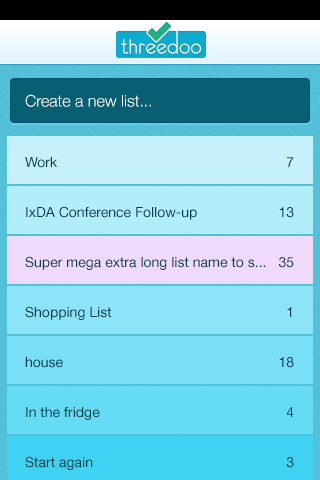 threedoo
Create a new list...
Work 7
IxDA Conference Follow-up 13
Super mega extra long list name to s... 35
Shopping List 1
house 18
In the fridge 4
Start again 3